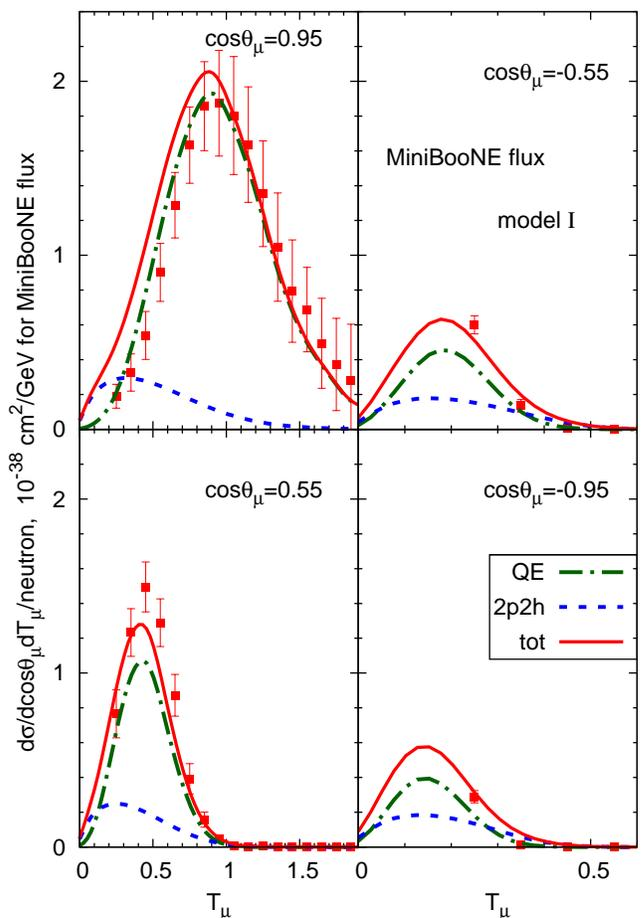 dσ/dcosθμdTμ/neutron, 10⁻³⁸ cm²/GeV for MiniBooNE flux
cosθμ=0.95
2
1
0
cosθμ=-0.55
MiniBooNE flux
model I
cosθμ=0.55
2
1
0
0
0.5
1
1.5
Tμ
cosθμ=-0.95
QE
2p2h
tot
0
0.5
Tμ